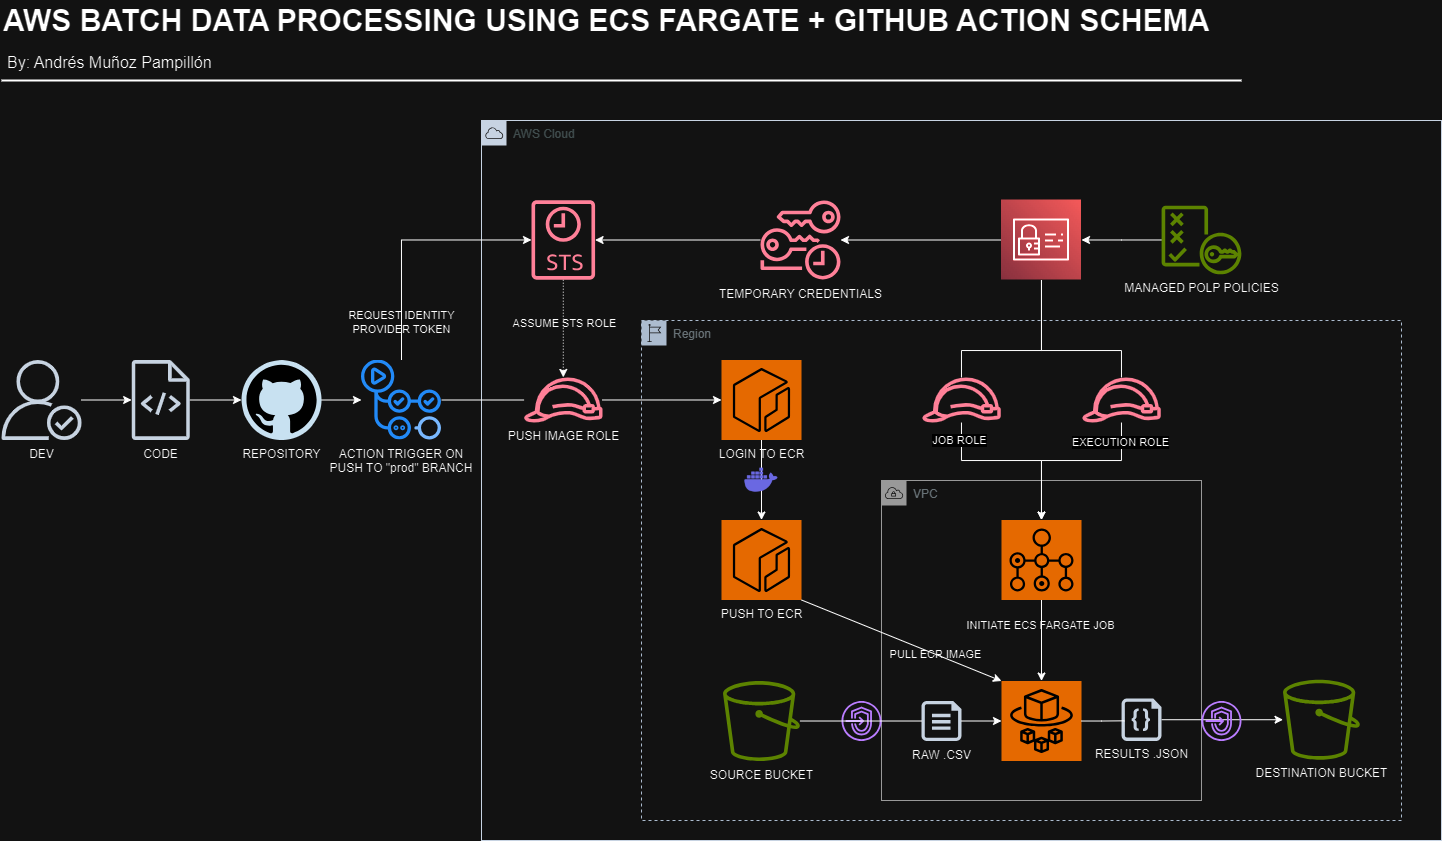 AWS BATCH DATA PROCESSING USING ECS FARGATE + GITHUB ACTION SCHEMA
By: Andrés Muñoz Pampillón
AWS Cloud
STS
TEMPORARY CREDENTIALS
MANAGED POLP POLICIES
REQUEST IDENTITY
PROVIDER TOKEN
ASSUME STS ROLE
Region
DEV
CODE
REPOSITORY
ACTION TRIGGER ON
PUSH TO "prod" BRANCH
PUSH IMAGE ROLE
LOGIN TO ECR
JOB ROLE
EXECUTION ROLE
VPC
PUSH TO ECR
INITIATE ECS FARGATE JOB
PULL ECR IMAGE
SOURCE BUCKET
RAW .CSV
RESULTS .JSON
DESTINATION BUCKET